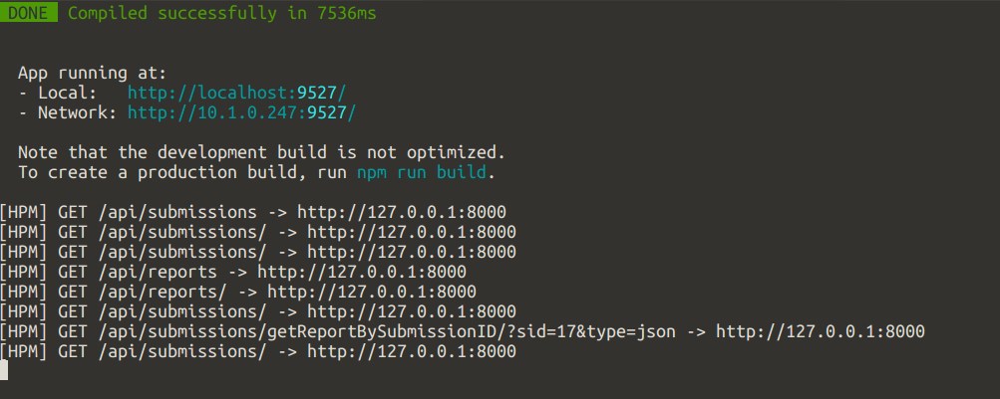 DONE Compiled successfully in 7536ms
App running at:
- Local: http://localhost:9527/
- Network: http://10.1.0.247:9527/
Note that the development build is not optimized.
To create a production build, run npm run build.
[HPM] GET /api/submissions -> http://127.0.0.1:8000
[HPM] GET /api/submissions/ -> http://127.0.0.1:8000
[HPM] GET /api/submissions/ -> http://127.0.0.1:8000
[HPM] GET /api/reports -> http://127.0.0.1:8000
[HPM] GET /api/reports/ -> http://127.0.0.1:8000
[HPM] GET /api/submissions/ -> http://127.0.0.1:8000
[HPM] GET /api/submissions/getReportBySubmissionID/?sid=17&type=json -> http://127.0.0.1:8000
[HPM] GET /api/submissions/ -> http://127.0.0.1:8000